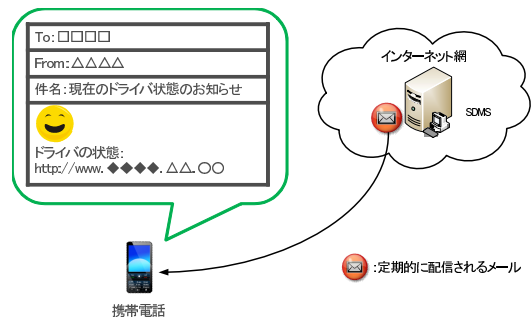 To：□□□□
From：△△△△
件名：現在のドライバ状態のお知らせ
ドライバの状態：
http://www.◆◆◆◆.△△.〇〇
インターネット網
SDMS
：定期的に配信されるメール
携帯電話